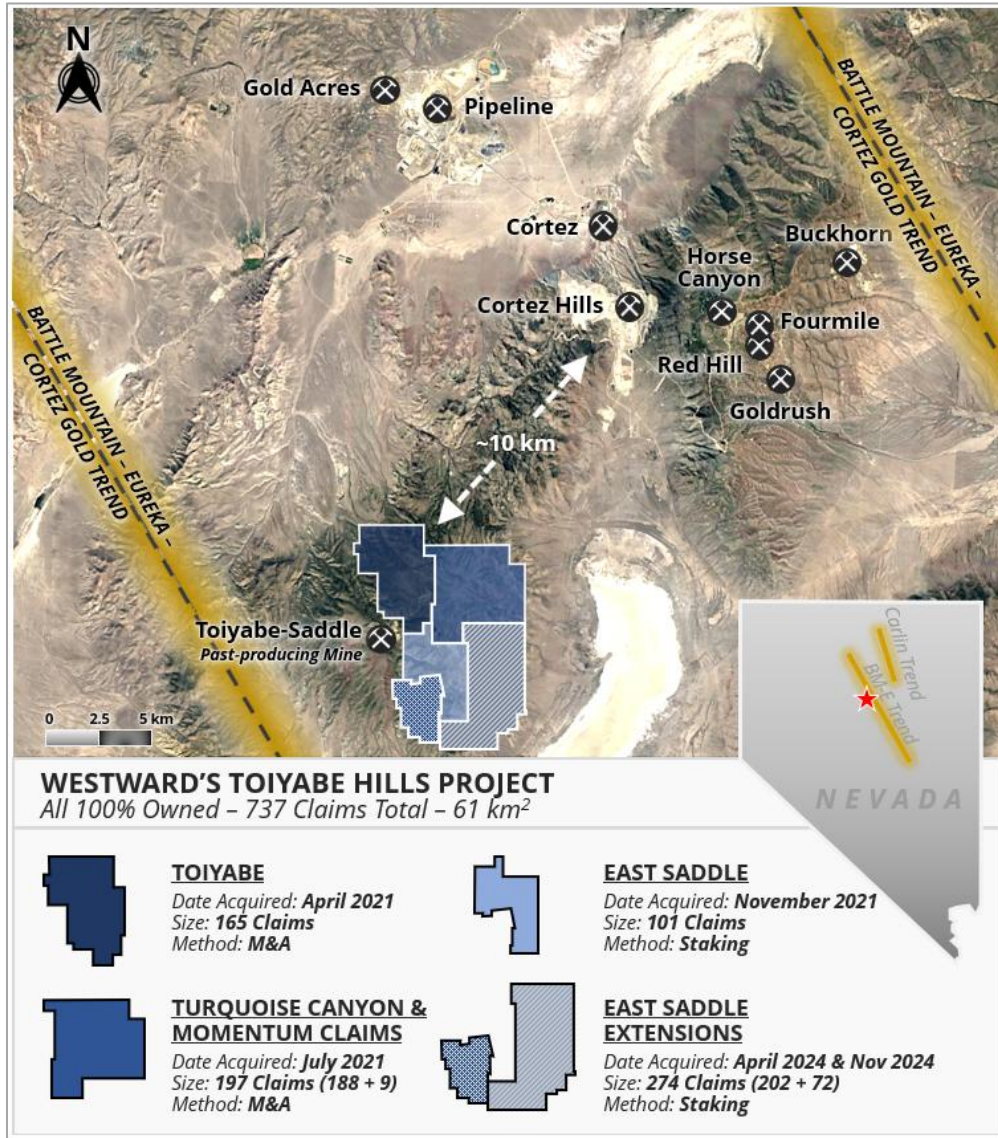 N
Gold Acres
Pipeline
BATTLE MOUNTAIN – EUREKA –
CORTEZ GOLD TREND
Cortez
Buckhorn
Horse
Canyon
Cortez Hills
Fourmile
Red Hill
Goldrush
BATTLE MOUNTAIN – EUREKA –
CORTEZ GOLD TREND
~10 km
Toiyabe-Saddle
Past-producing Mine
0 2.5 5 km
Carlin Trend
BM-E Trend
NEVADA
WESTWARD’S TOIYABE HILLS PROJECT
All 100% Owned – 737 Claims Total – 61 km²
TOIYABE
Date Acquired: April 2021
Size: 165 Claims
Method: M&A
EAST SADDLE
Date Acquired: November 2021
Size: 101 Claims
Method: Staking
TURQUOISE CANYON &
MOMENTUM CLAIMS
Date Acquired: July 2021
Size: 197 Claims (188 + 9)
Method: M&A
EAST SADDLE
EXTENSIONS
Date Acquired: April 2024 & Nov 2024
Size: 274 Claims (202 + 72)
Method: Staking